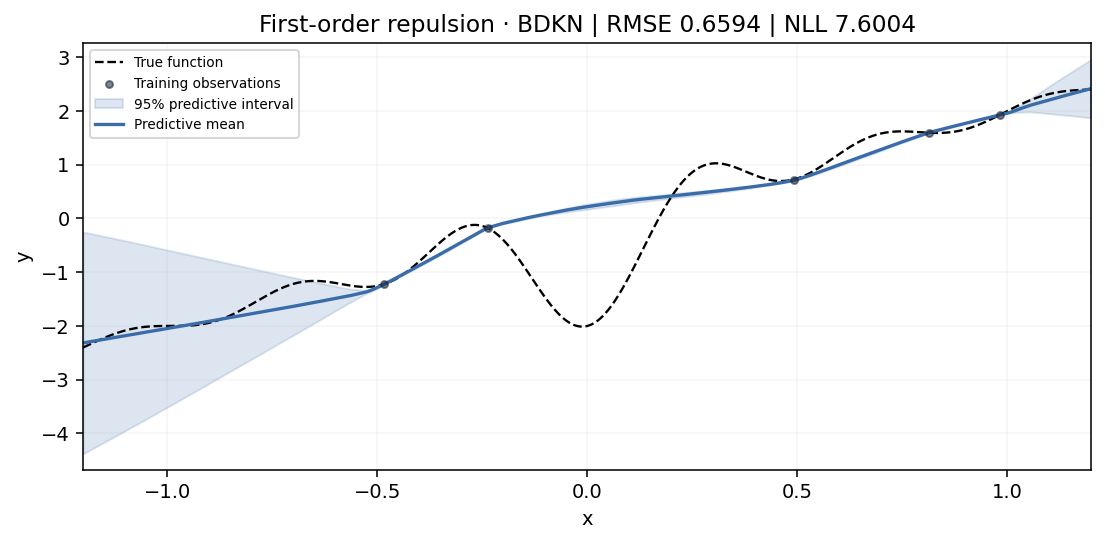 First-order repulsion · BDKN | RMSE 0.6594 | NLL 7.6004
True function
Training observations
95% predictive interval
Predictive mean
3
2
1
0
−1
−2
−3
−4
y
−1.0
−0.5
0.0
0.5
1.0
x